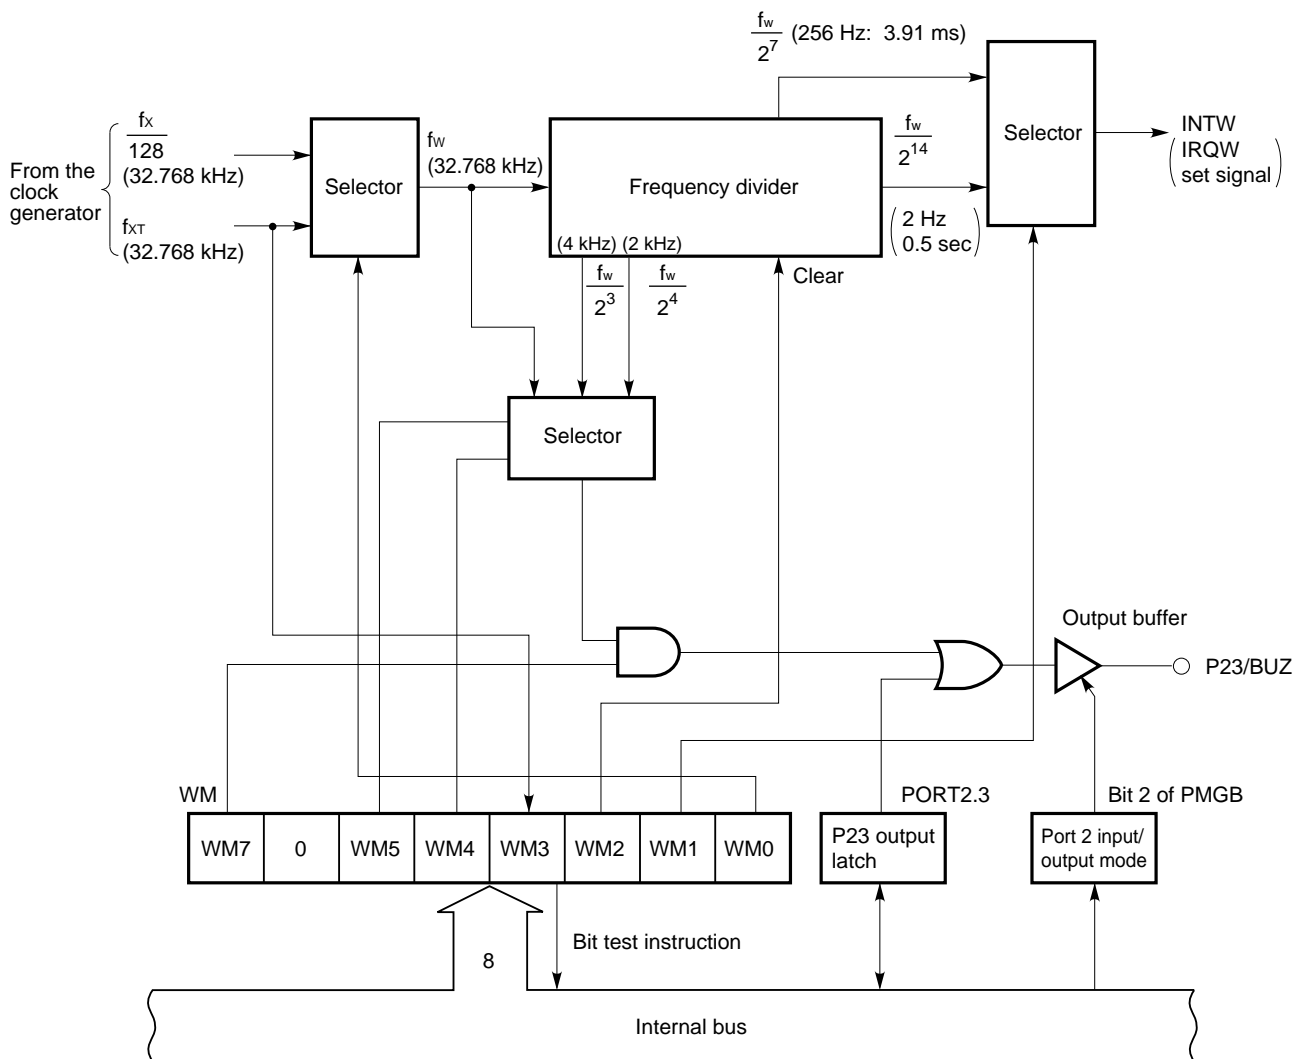 fw
2^7 (256 Hz: 3.91 ms)
fX
128
(32.768 kHz)
From the
clock
generator
fXT
(32.768 kHz)
Selector
fW
(32.768 kHz)
Frequency divider
(4 kHz) (2 kHz)
fw
2^14
(2 Hz
0.5 sec)
Selector
INTW
(IRQW
set signal)
fw
2^3
fw
2^4
Clear
Selector
Output buffer
P23/BUZ
WM
PORT2.3
Bit 2 of PMGB
WM7 0 WM5 WM4 WM3 WM2 WM1 WM0
P23 output
latch
Port 2 input/
output mode
8
Bit test instruction
Internal bus